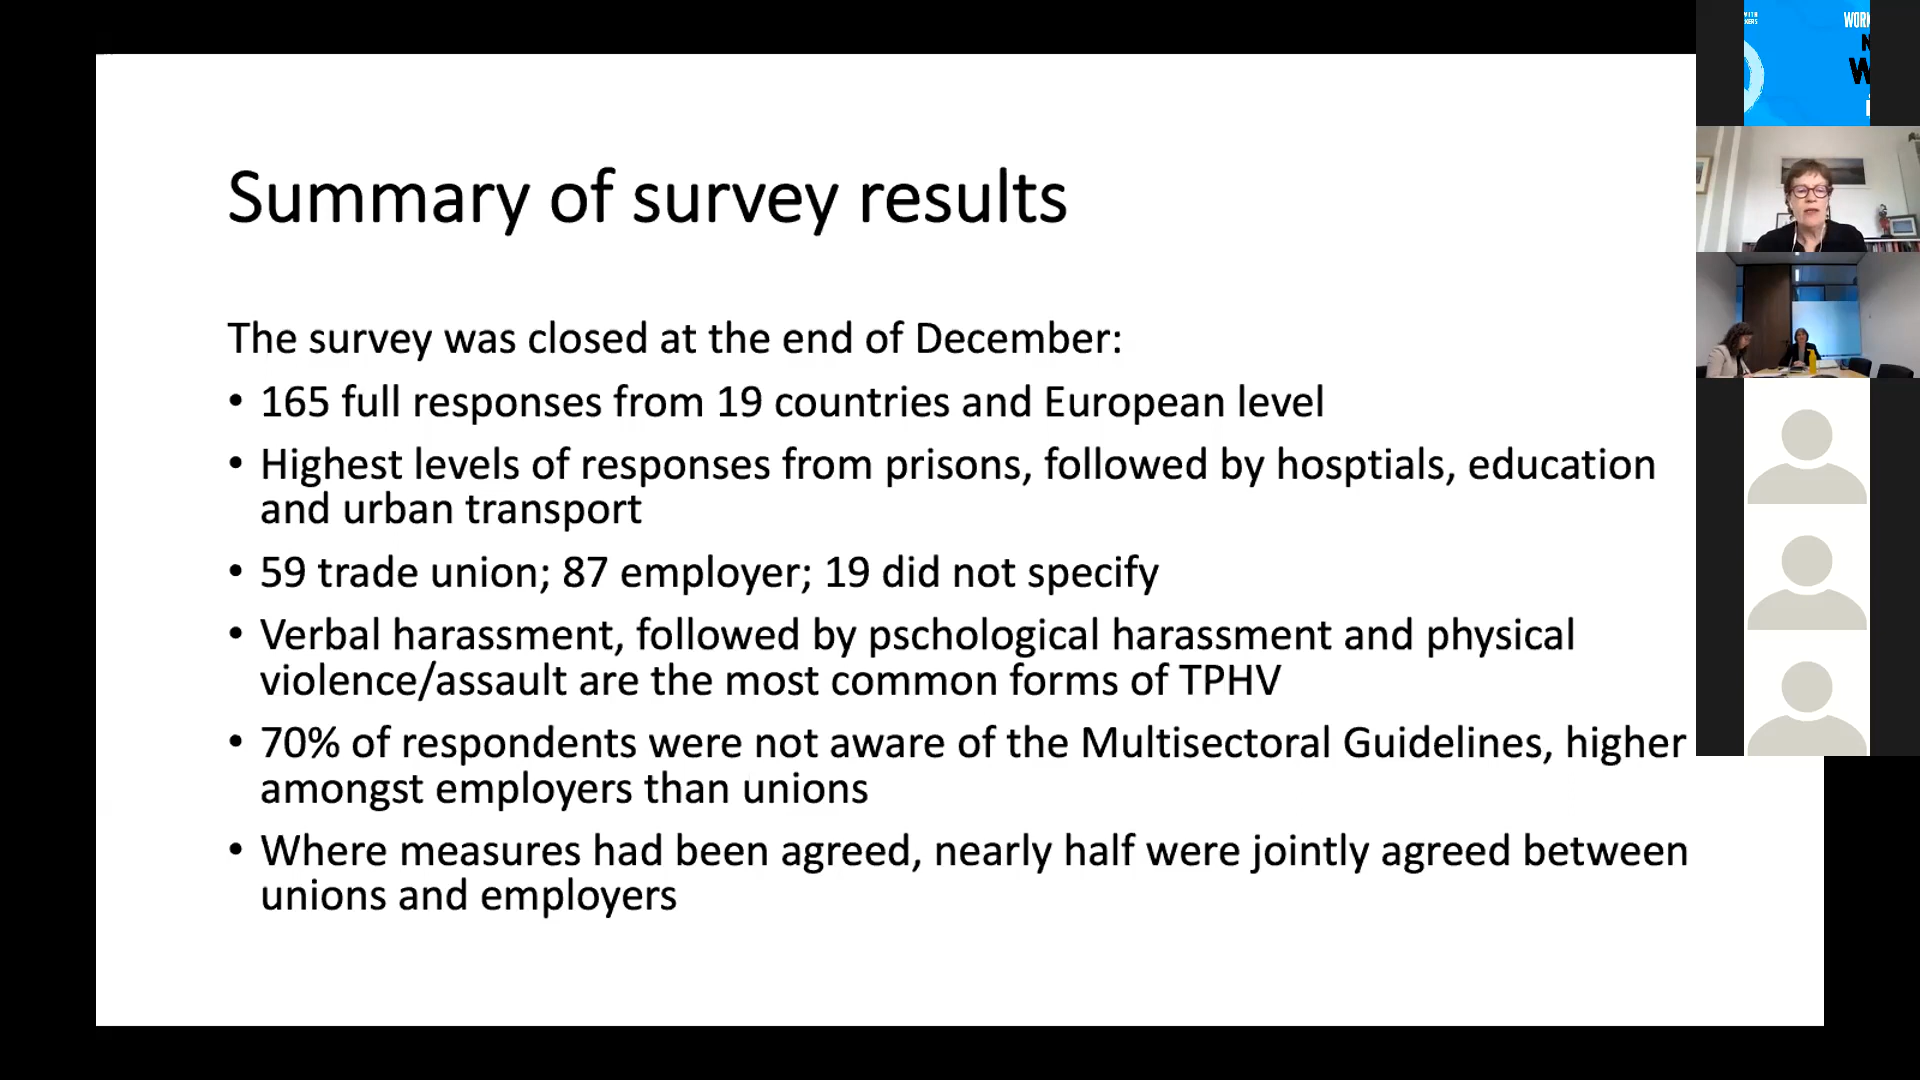 Summary of survey results
The survey was closed at the end of December:
• 165 full responses from 19 countries and European level
• Highest levels of responses from prisons, followed by hosptials, education
and urban transport
• 59 trade union; 87 employer; 19 did not specify
• Verbal harassment, followed by pschological harassment and physical
violence/assault are the most common forms of TPHV
• 70% of respondents were not aware of the Multisectoral Guidelines, higher
amongst employers than unions
• Where measures had been agreed, nearly half were jointly agreed between
unions and employers